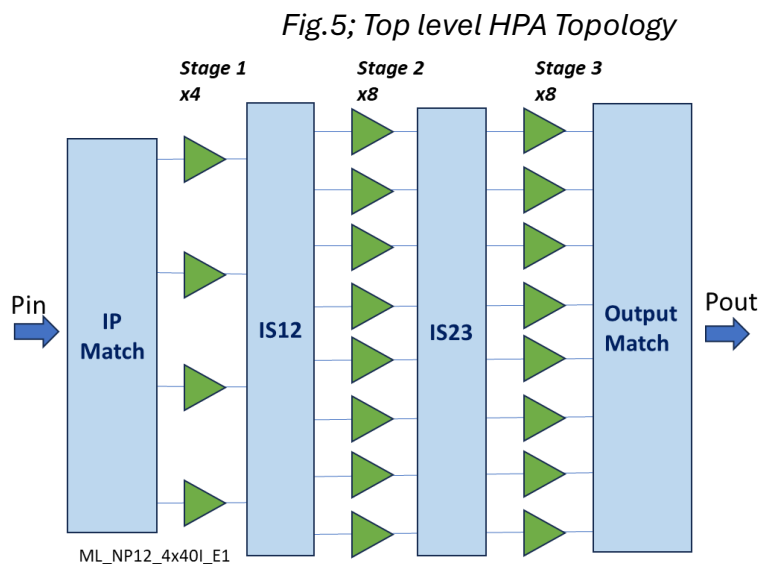 Fig.5; Top level HPA Topology
Stage 1
x4
Stage 2
x8
Stage 3
x8
Pin
IP
Match
IS12
IS23
Output
Match
Pout
ML_NP12_4x40I_E1